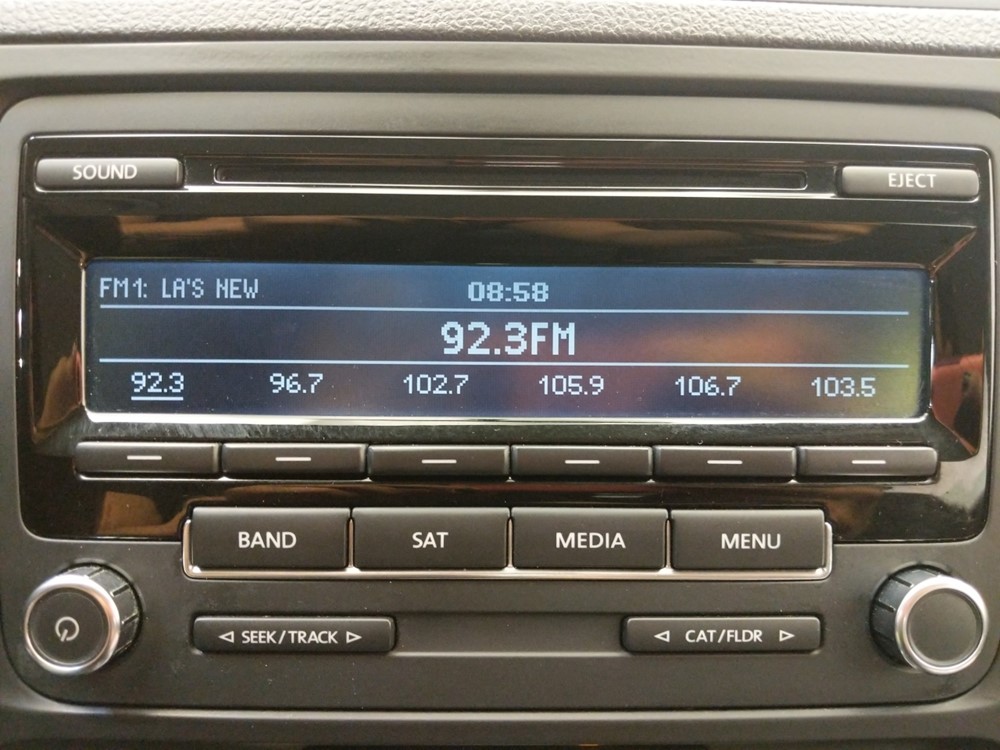 SOUND EJECT
FM1: LA'S NEW 08:58
92.3FM
92.3 96.7 102.7 105.9 106.7 103.5
BAND SAT MEDIA MENU
SEEK/TRACK CAT/FLDR